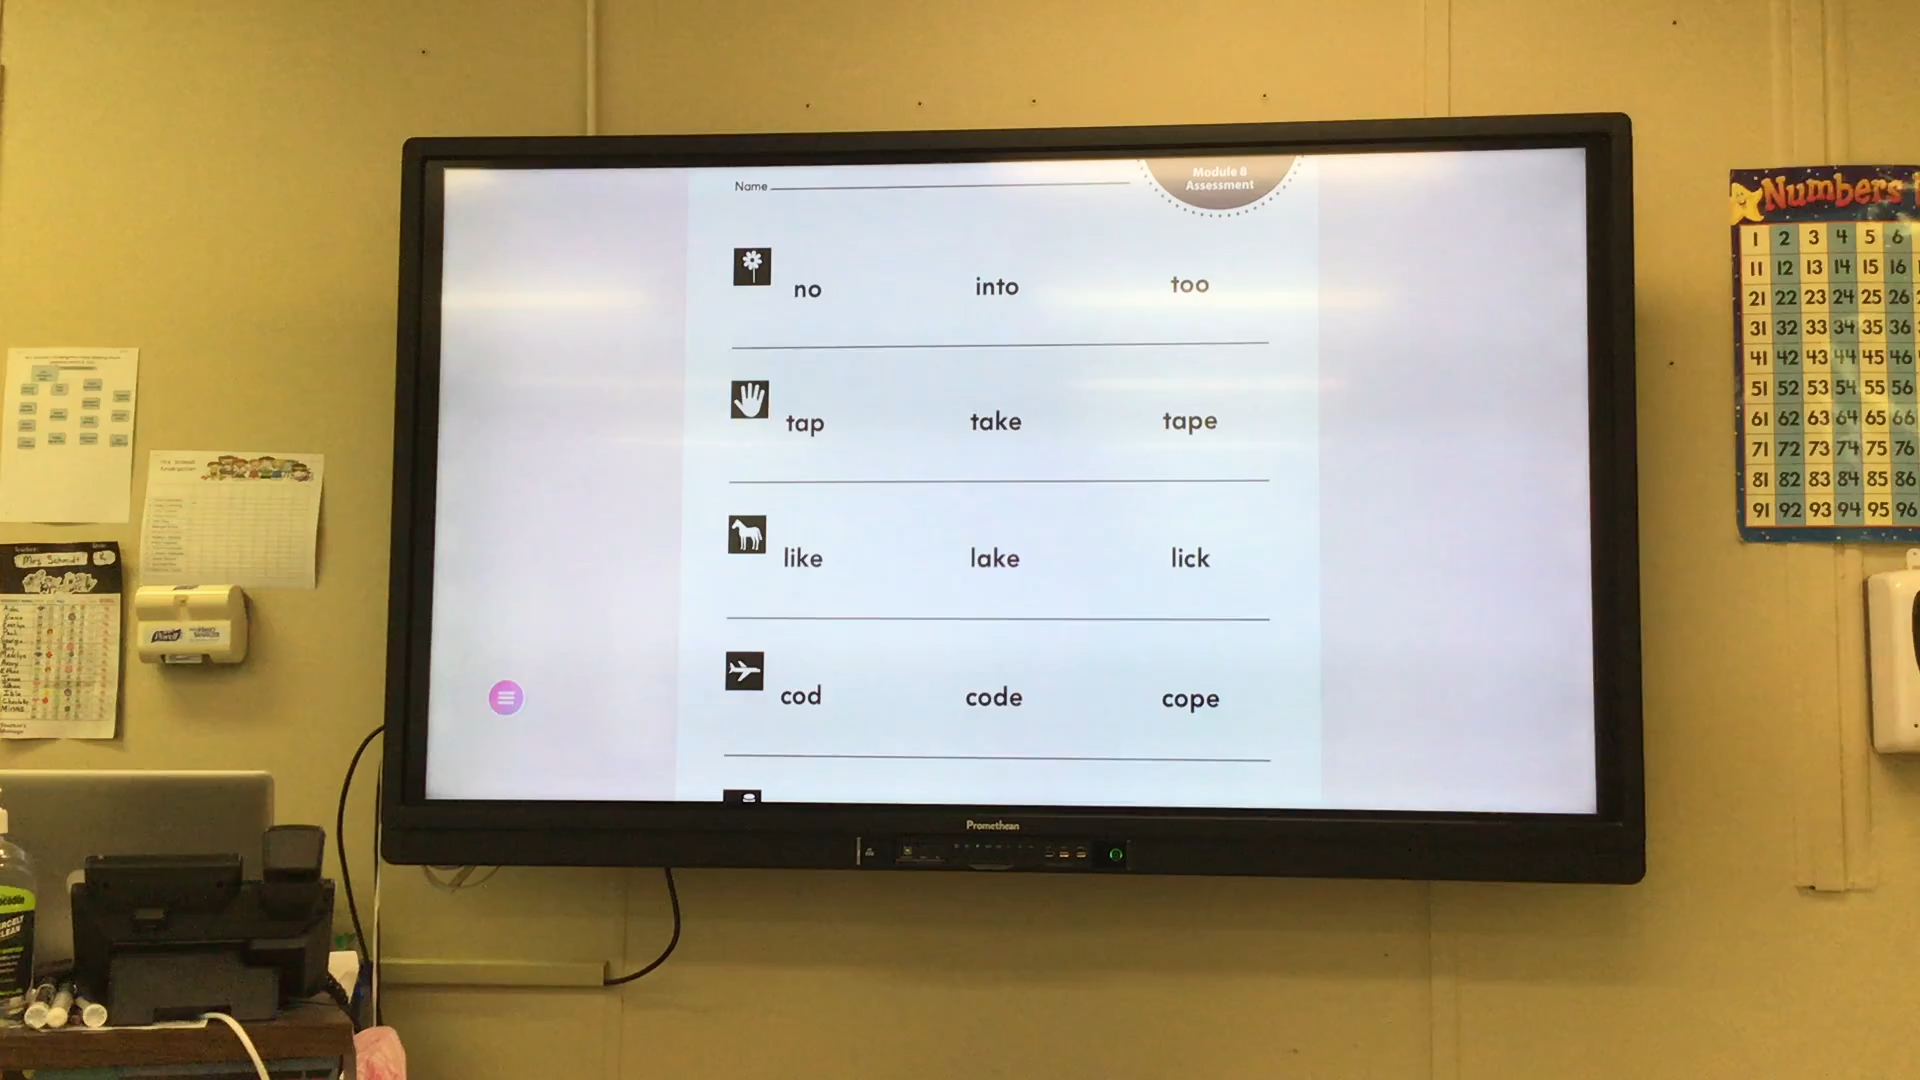 Name
Module 8
Assessment
no into too
tap take tape
like lake lick
cod code cope
Promethean
Numbers
1 2 3 4 5 6
11 12 13 14 15 16
21 22 23 24 25 26
31 32 33 34 35 36
41 42 43 44 45 46
51 52 53 54 55 56
61 62 63 64 65 66
71 72 73 74 75 76
81 82 83 84 85 86
91 92 93 94 95 96
Mrs Schmidt
Purell